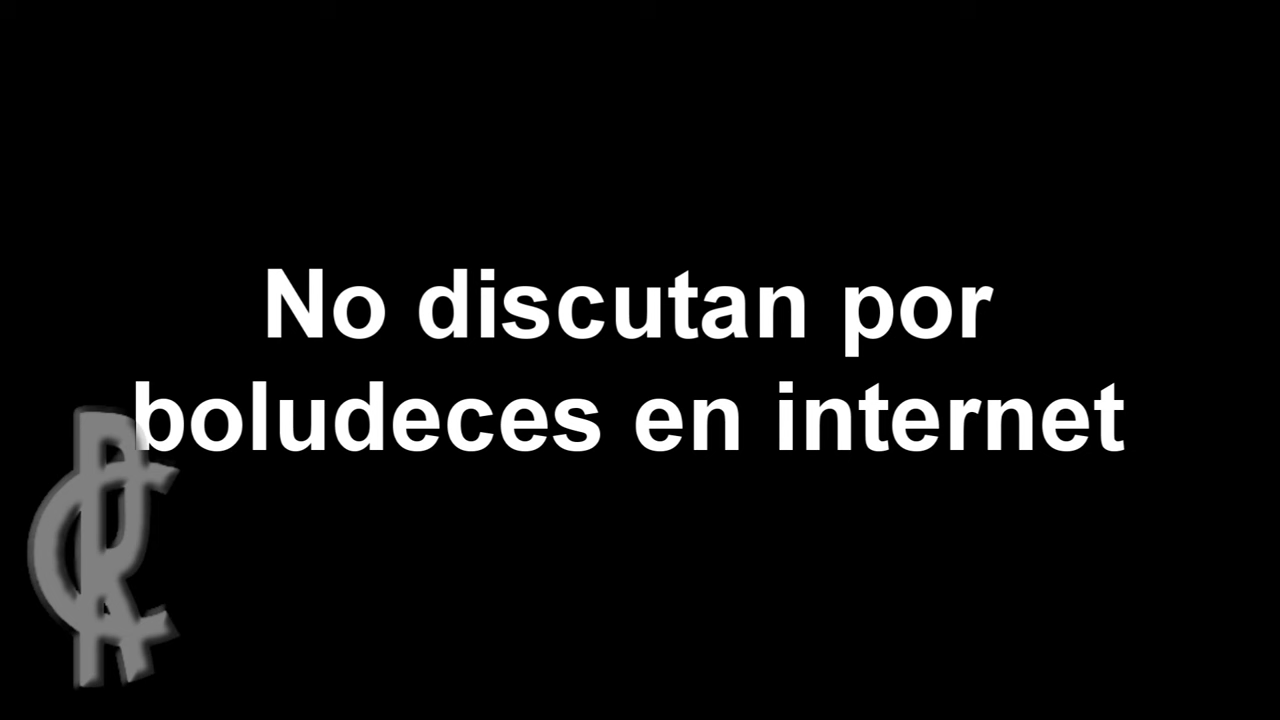 No discutan por
boludeces en internet